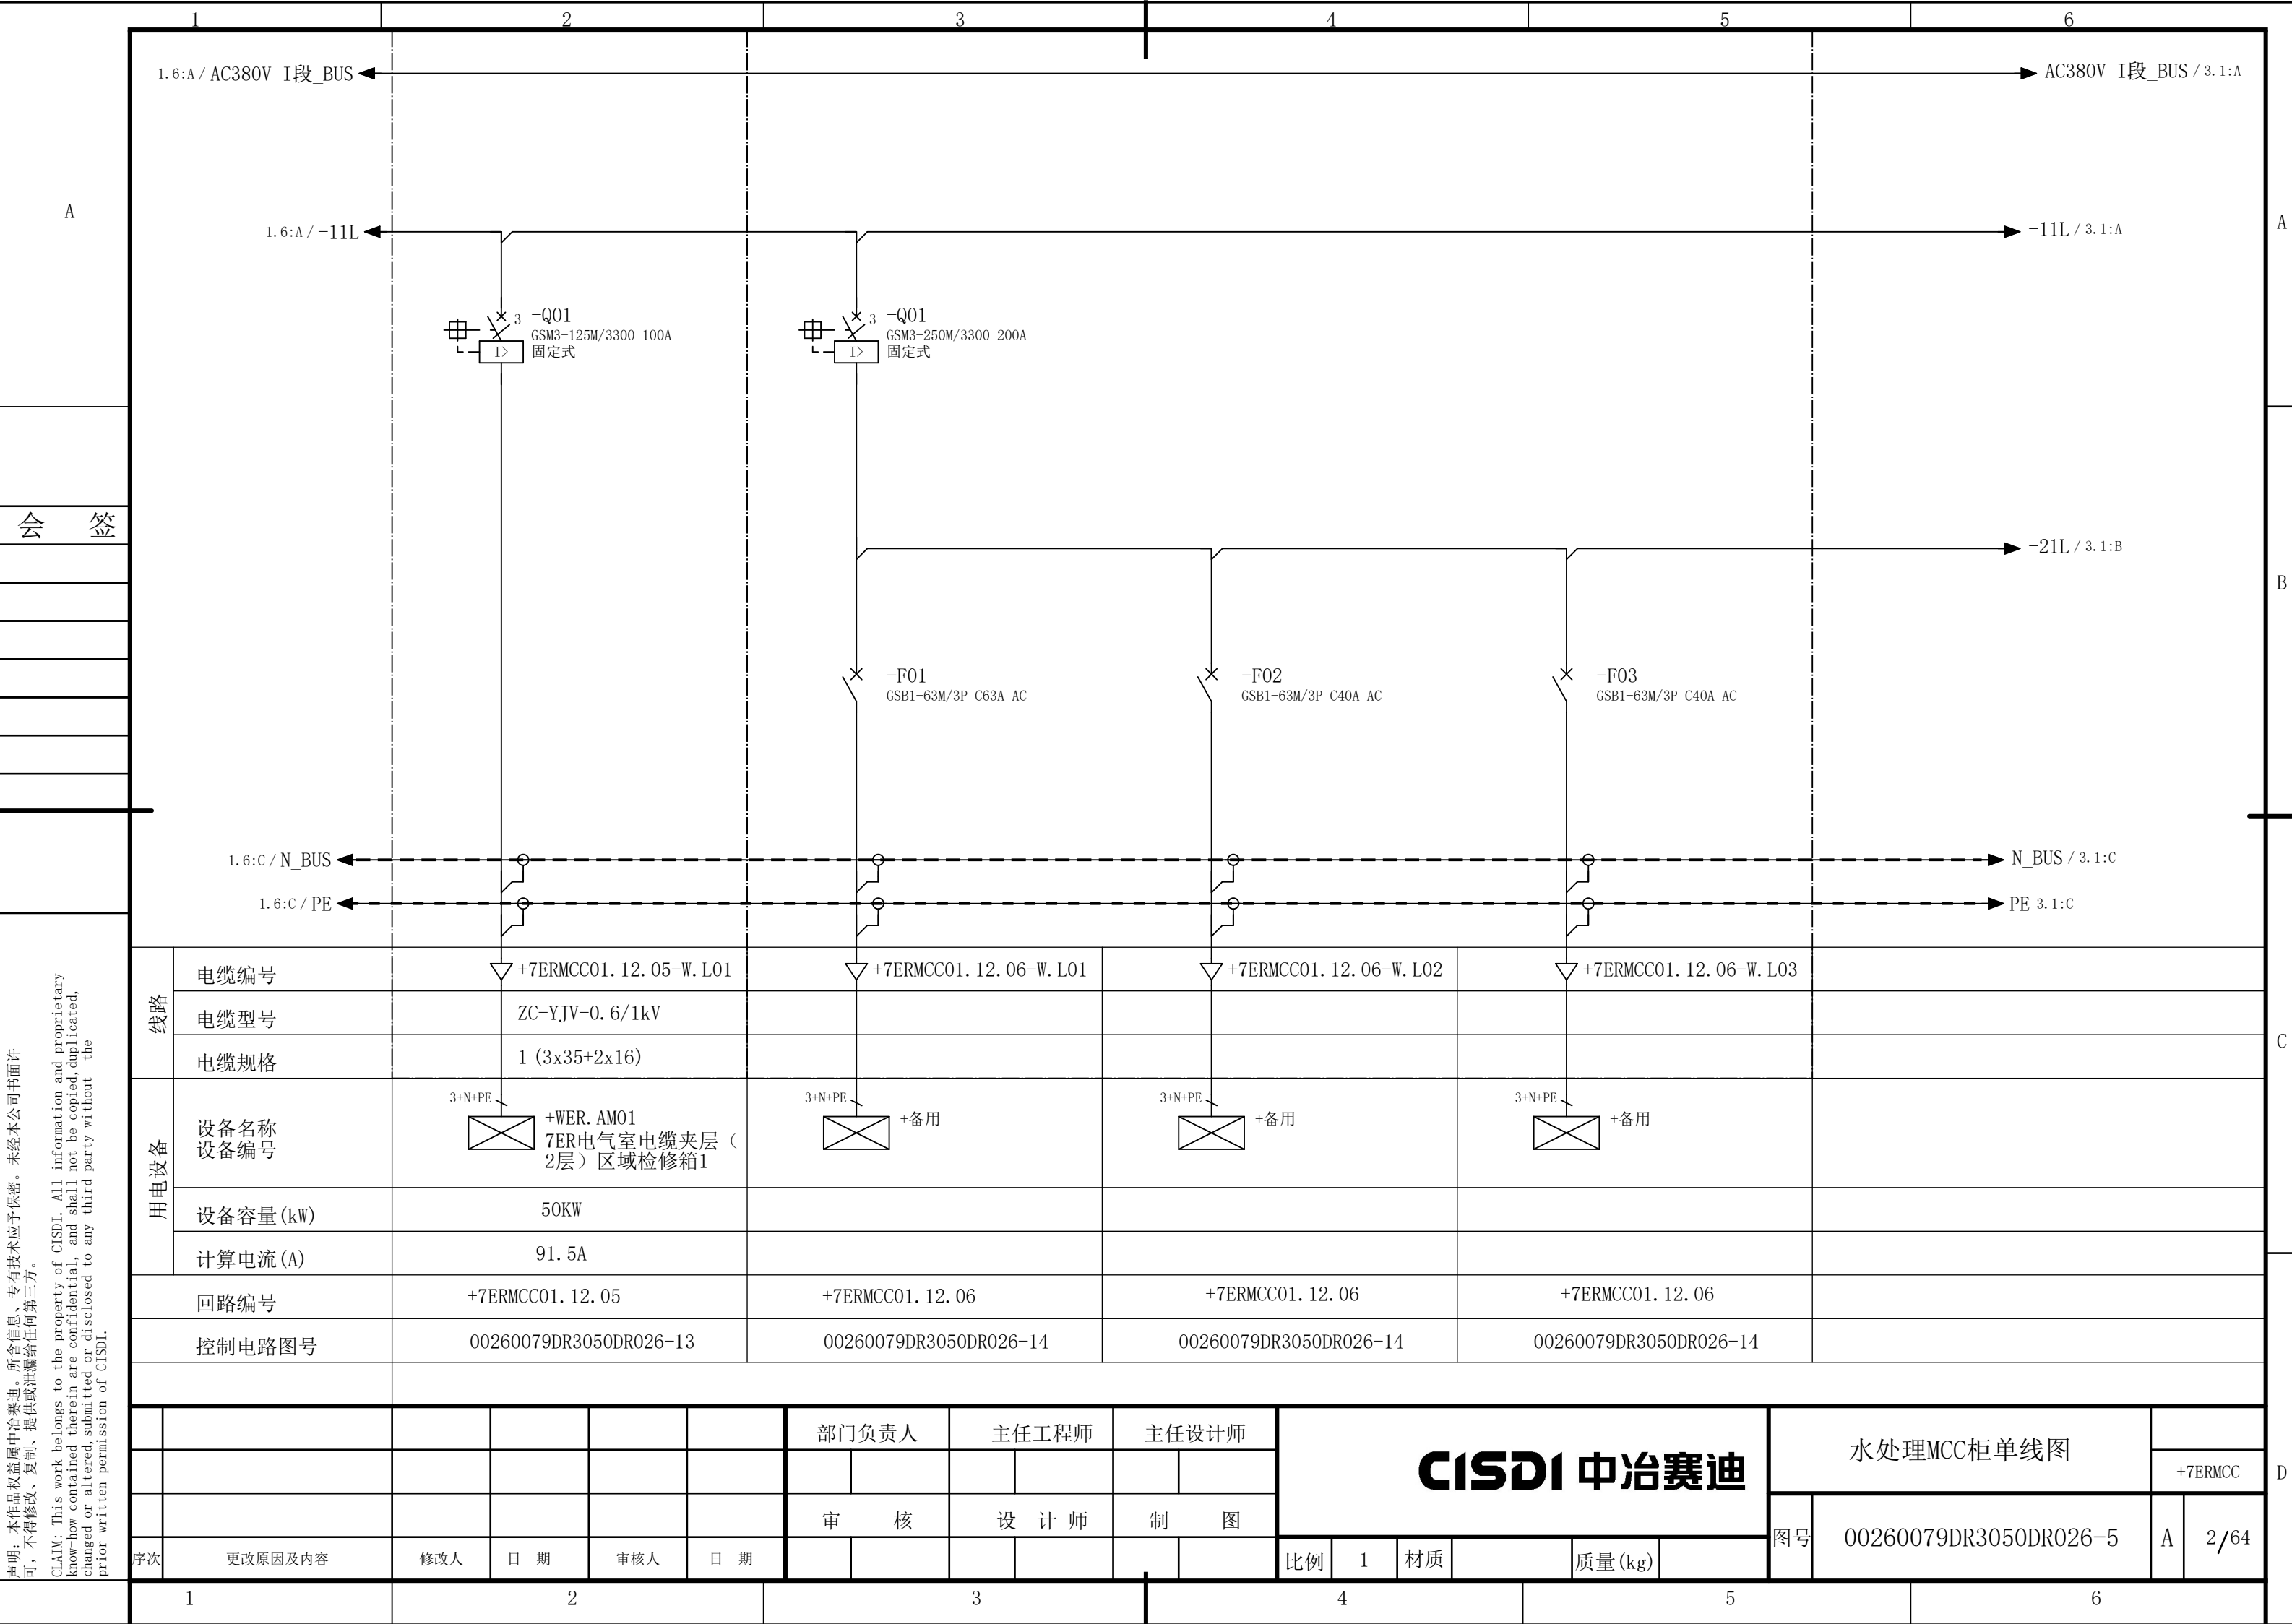 1 2 3 4 5 6
1.6:A / AC380V I段_BUS
AC380V I段_BUS / 3.1:A
A
A
1.6:A / -11L
-11L / 3.1:A
3 -Q01
GSM3-125M/3300 100A
I> 固定式
3 -Q01
GSM3-250M/3300 200A
I> 固定式
会 签
-21L / 3.1:B
B
-F01
GSB1-63M/3P C63A AC
-F02
GSB1-63M/3P C40A AC
-F03
GSB1-63M/3P C40A AC
1.6:C / N_BUS
N_BUS / 3.1:C
1.6:C / PE
PE 3.1:C
线路
电缆编号 +7ERMCC01.12.05-W.L01 +7ERMCC01.12.06-W.L01 +7ERMCC01.12.06-W.L02 +7ERMCC01.12.06-W.L03
电缆型号 ZC-YJV-0.6/1kV
电缆规格 1 (3x35+2x16)
C
用电设备
设备名称
设备编号
3+N+PE
+WER.AM01
7ER电气室电缆夹层（
2层）区域检修箱1
3+N+PE +备用
3+N+PE +备用
3+N+PE +备用
设备容量(kW) 50KW
计算电流(A) 91.5A
回路编号 +7ERMCC01.12.05 +7ERMCC01.12.06 +7ERMCC01.12.06 +7ERMCC01.12.06
控制电路图号 00260079DR3050DR026-13 00260079DR3050DR026-14 00260079DR3050DR026-14 00260079DR3050DR026-14
声明: 本作品权益属中冶赛迪。所含信息、专有技术应予保密。未经本公司书面许
可，不得修改、复制、提供或泄漏给任何第三方。
CLAIM: This work belongs to the property of CISDI. All information and proprietary
know-how contained therein are confidential, and shall not be copied,duplicated,
changed or altered,submitted or disclosed to any third party without the
prior written permission of CISDI.
部门负责人 主任工程师 主任设计师
审 核 设 计 师 制 图
序次 更改原因及内容 修改人 日 期 审核人 日 期
CISDI 中冶赛迪
比例 1 材质 质量(kg)
水处理MCC柜单线图
+7ERMCC
D
图号 00260079DR3050DR026-5 A 2/64
1 2 3 4 5 6